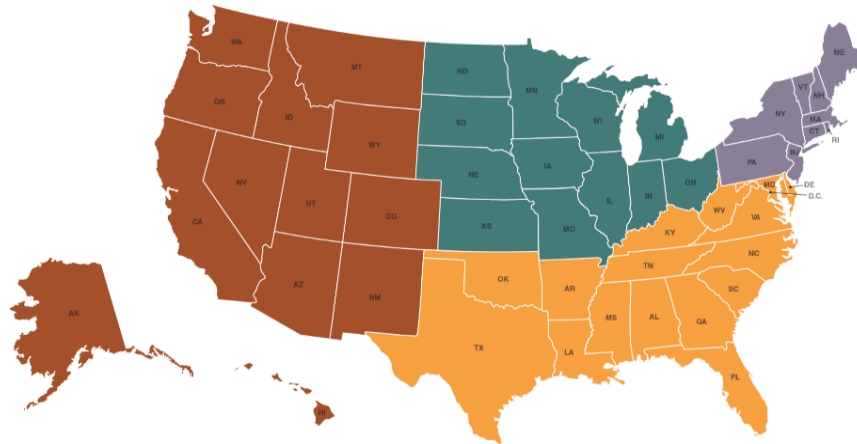 WA
MT
ND
MN
ME
VT
NH
OR
ID
SD
WI
NY
MA
MI
CT
RI
WY
PA
NJ
IA
NE
OH
NV
IL
IN
MD
DE
D.C.
UT
CO
WV
CA
KS
MO
VA
KY
NC
TN
OK
AZ
AR
SC
NM
AK
MS
AL
GA
TX
LA
FL
HI